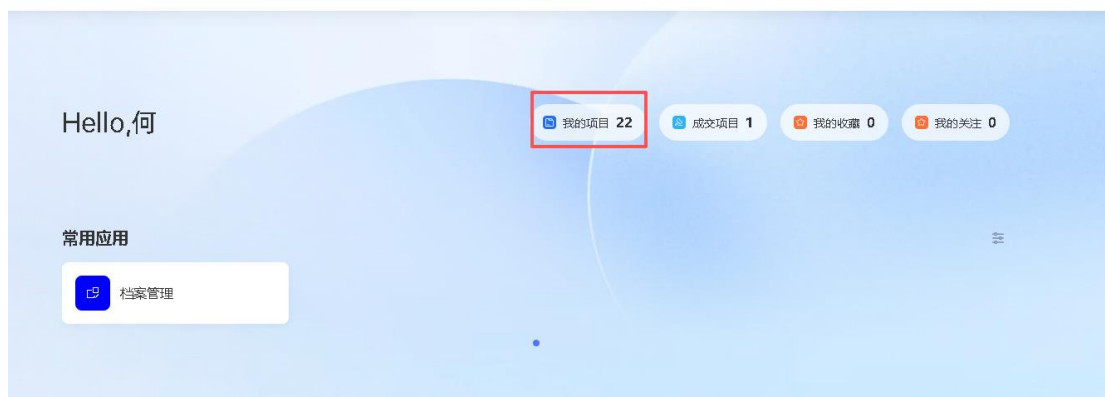 Hello,何
我的项目 22
成交项目 1
我的收藏 0
我的关注 0
常用应用
档案管理